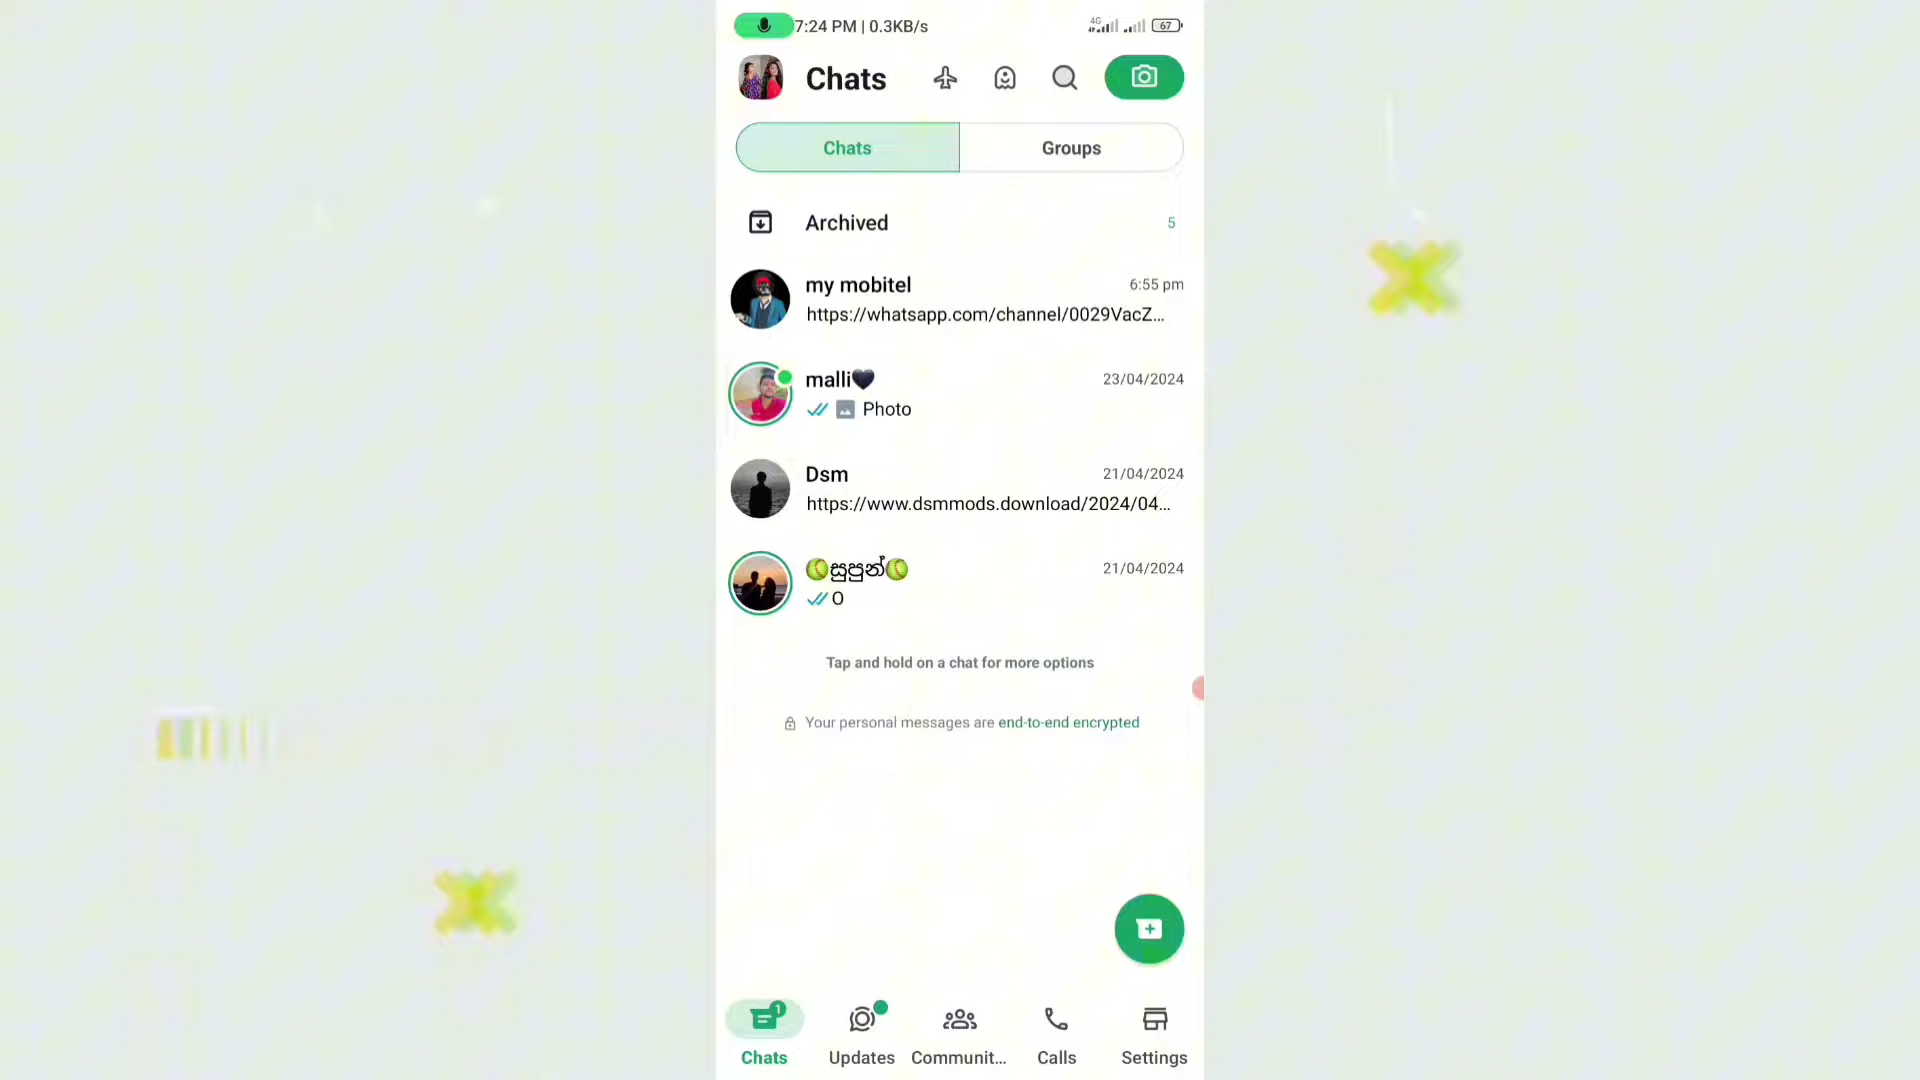 7:24 PM | 0.3KB/s 4G 67
Chats
Chats Groups
Archived 5
my mobitel 6:55 pm
https://whatsapp.com/channel/0029VacZ...
malli🖤 23/04/2024
Photo
Dsm 21/04/2024
https://www.dsmmods.download/2024/04...
🥎සුපුන්🥎 21/04/2024
O
Tap and hold on a chat for more options
Your personal messages are end-to-end encrypted
1
Chats Updates Communit... Calls Settings